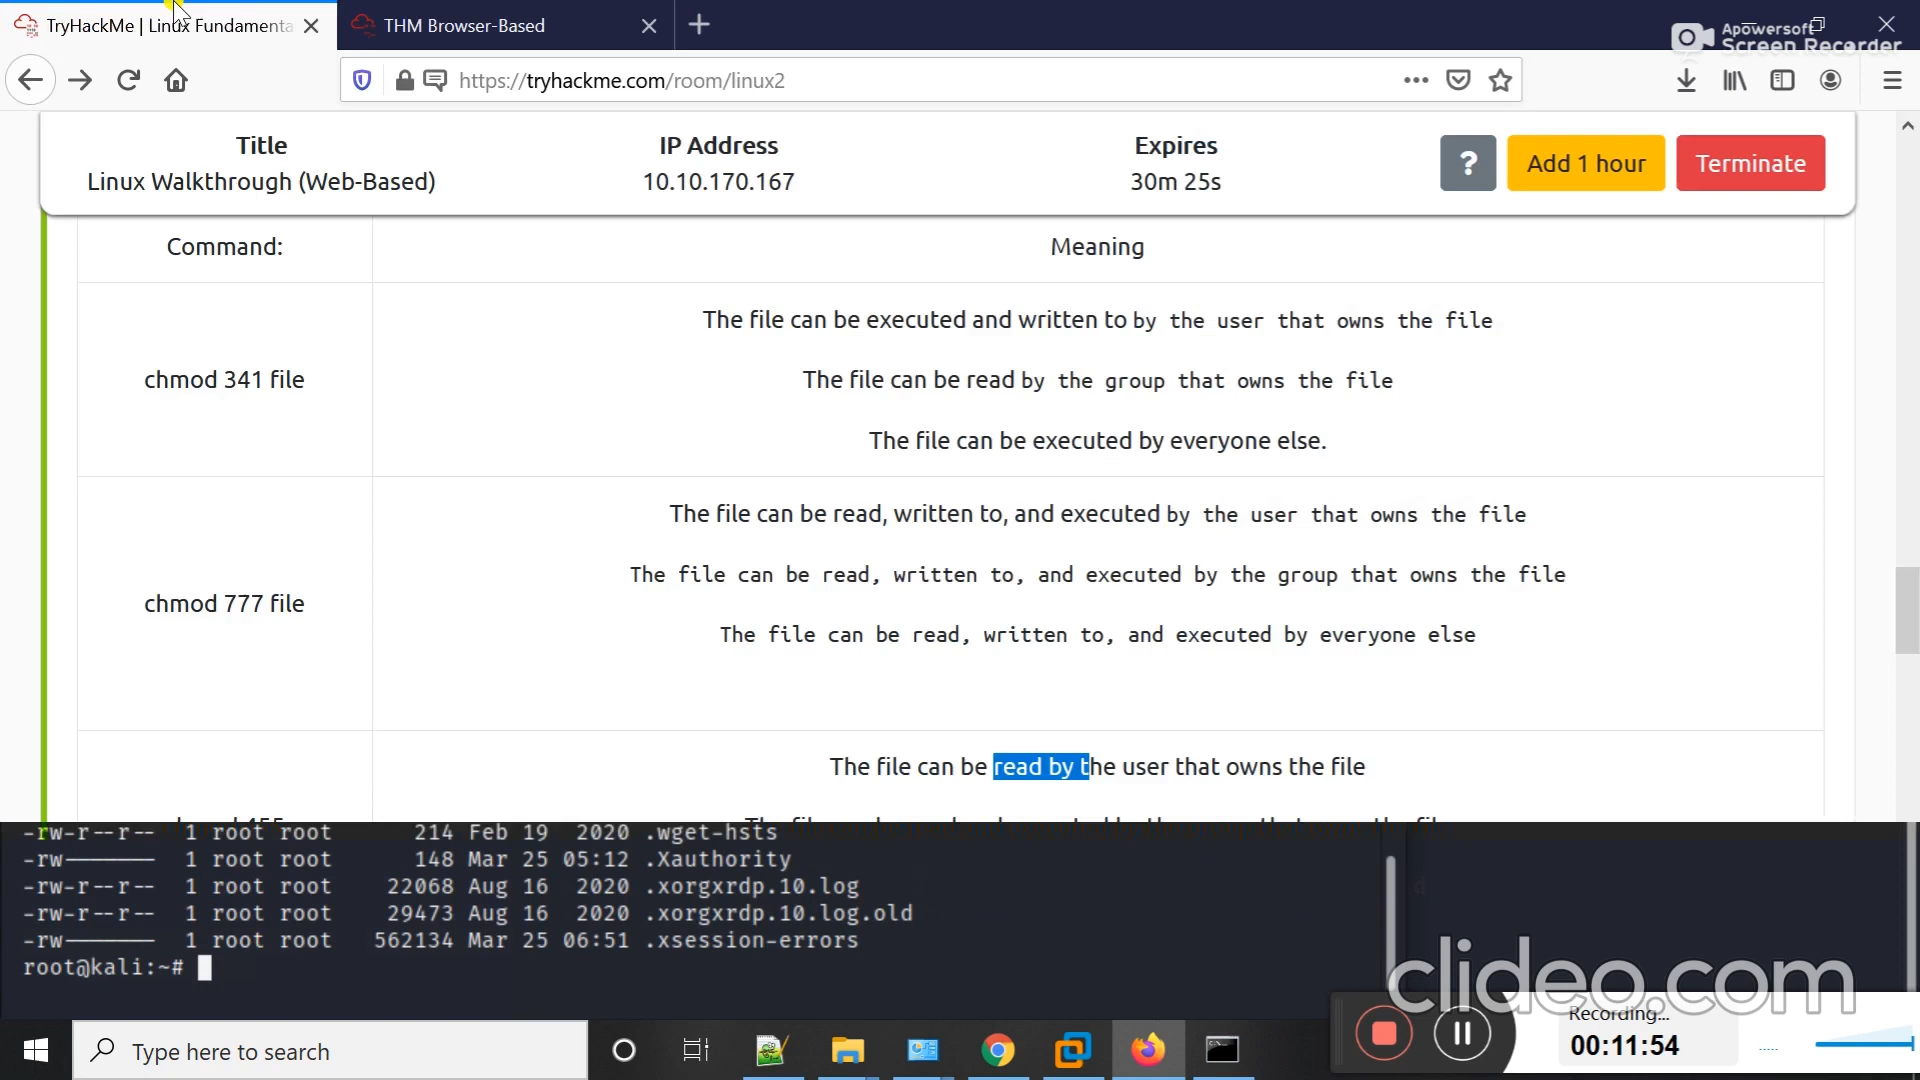 TryHackMe | Linux Fundamenta
THM Browser-Based
Apowersoft
Screen Recorder
https://tryhackme.com/room/linux2
Title
IP Address
Expires
Linux Walkthrough (Web-Based)
10.10.170.167
30m 25s
?
Add 1 hour
Terminate
Command:
Meaning
chmod 341 file
The file can be executed and written to by the user that owns the file
The file can be read by the group that owns the file
The file can be executed by everyone else.
chmod 777 file
The file can be read, written to, and executed by the user that owns the file
The file can be read, written to, and executed by the group that owns the file
The file can be read, written to, and executed by everyone else
The file can be read by the user that owns the file
-rw-r--r-- 1 root root 214 Feb 19 2020 .wget-hsts
-rw------- 1 root root 148 Mar 25 05:12 .Xauthority
-rw-r--r-- 1 root root 22068 Aug 16 2020 .xorgxrdp.10.log
-rw-r--r-- 1 root root 29473 Aug 16 2020 .xorgxrdp.10.log.old
-rw------- 1 root root 562134 Mar 25 06:51 .xsession-errors
root@kali:~#
clideo.com
Type here to search
Recording...
00:11:54